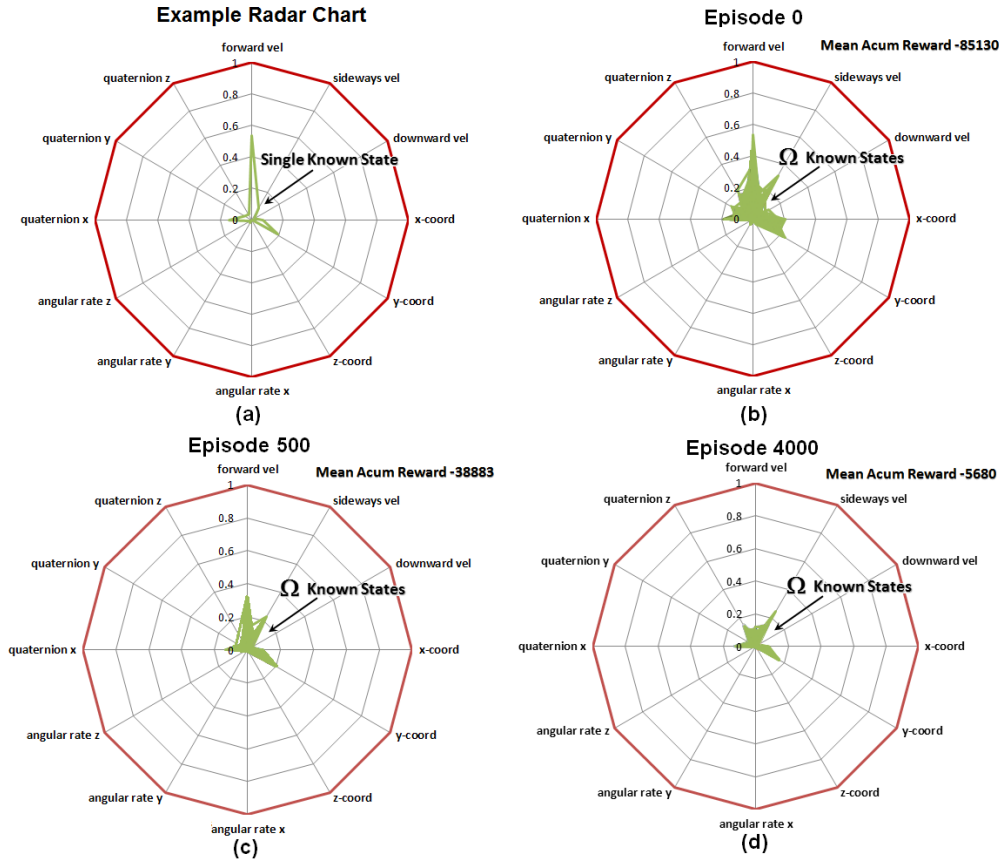 Example Radar Chart
forward vel
sideways vel
downward vel
x-coord
y-coord
z-coord
angular rate x
angular rate y
angular rate z
quaternion x
quaternion y
quaternion z
1
0.8
0.6
0.4
0.2
0
Single Known State
(a)
Episode 0
Mean Acum Reward -85130
forward vel
sideways vel
downward vel
x-coord
y-coord
z-coord
angular rate x
angular rate y
angular rate z
quaternion x
quaternion y
quaternion z
1
0.8
0.6
0.4
0.2
0
Ω Known States
(b)
Episode 500
Mean Acum Reward -38883
forward vel
sideways vel
downward vel
x-coord
y-coord
z-coord
angular rate x
angular rate y
angular rate z
quaternion x
quaternion y
quaternion z
1
0.8
0.6
0.4
0.2
0
Ω Known States
(c)
Episode 4000
Mean Acum Reward -5680
forward vel
sideways vel
downward vel
x-coord
y-coord
z-coord
angular rate x
angular rate y
angular rate z
quaternion x
quaternion y
quaternion z
1
0.8
0.6
0.4
0.2
0
Ω Known States
(d)